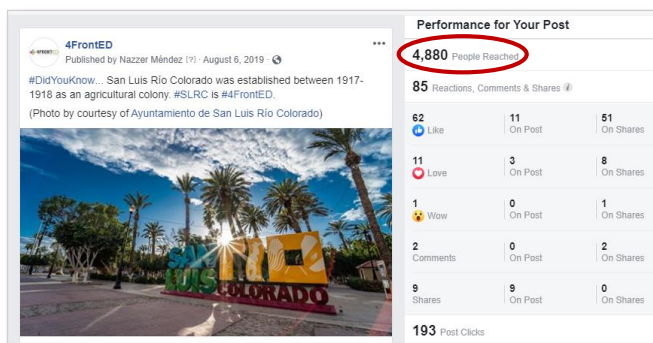 4FRONTED
4FrontED
Published by Nazzer Méndez [?] · August 6, 2019 ·
#DidYouKnow... San Luis Río Colorado was established between 1917-
1918 as an agricultural colony. #SLRC is #4FrontED.
(Photo by courtesy of Ayuntamiento de San Luis Río Colorado)
SAN RÍO
LUIS COLORADO
Performance for Your Post
4,880 People Reached
85 Reactions, Comments & Shares i
62 11 51
Like On Post On Shares
11 3 8
Love On Post On Shares
1 0 1
Wow On Post On Shares
2 0 2
Comments On Post On Shares
9 9 0
Shares On Post On Shares
193 Post Clicks